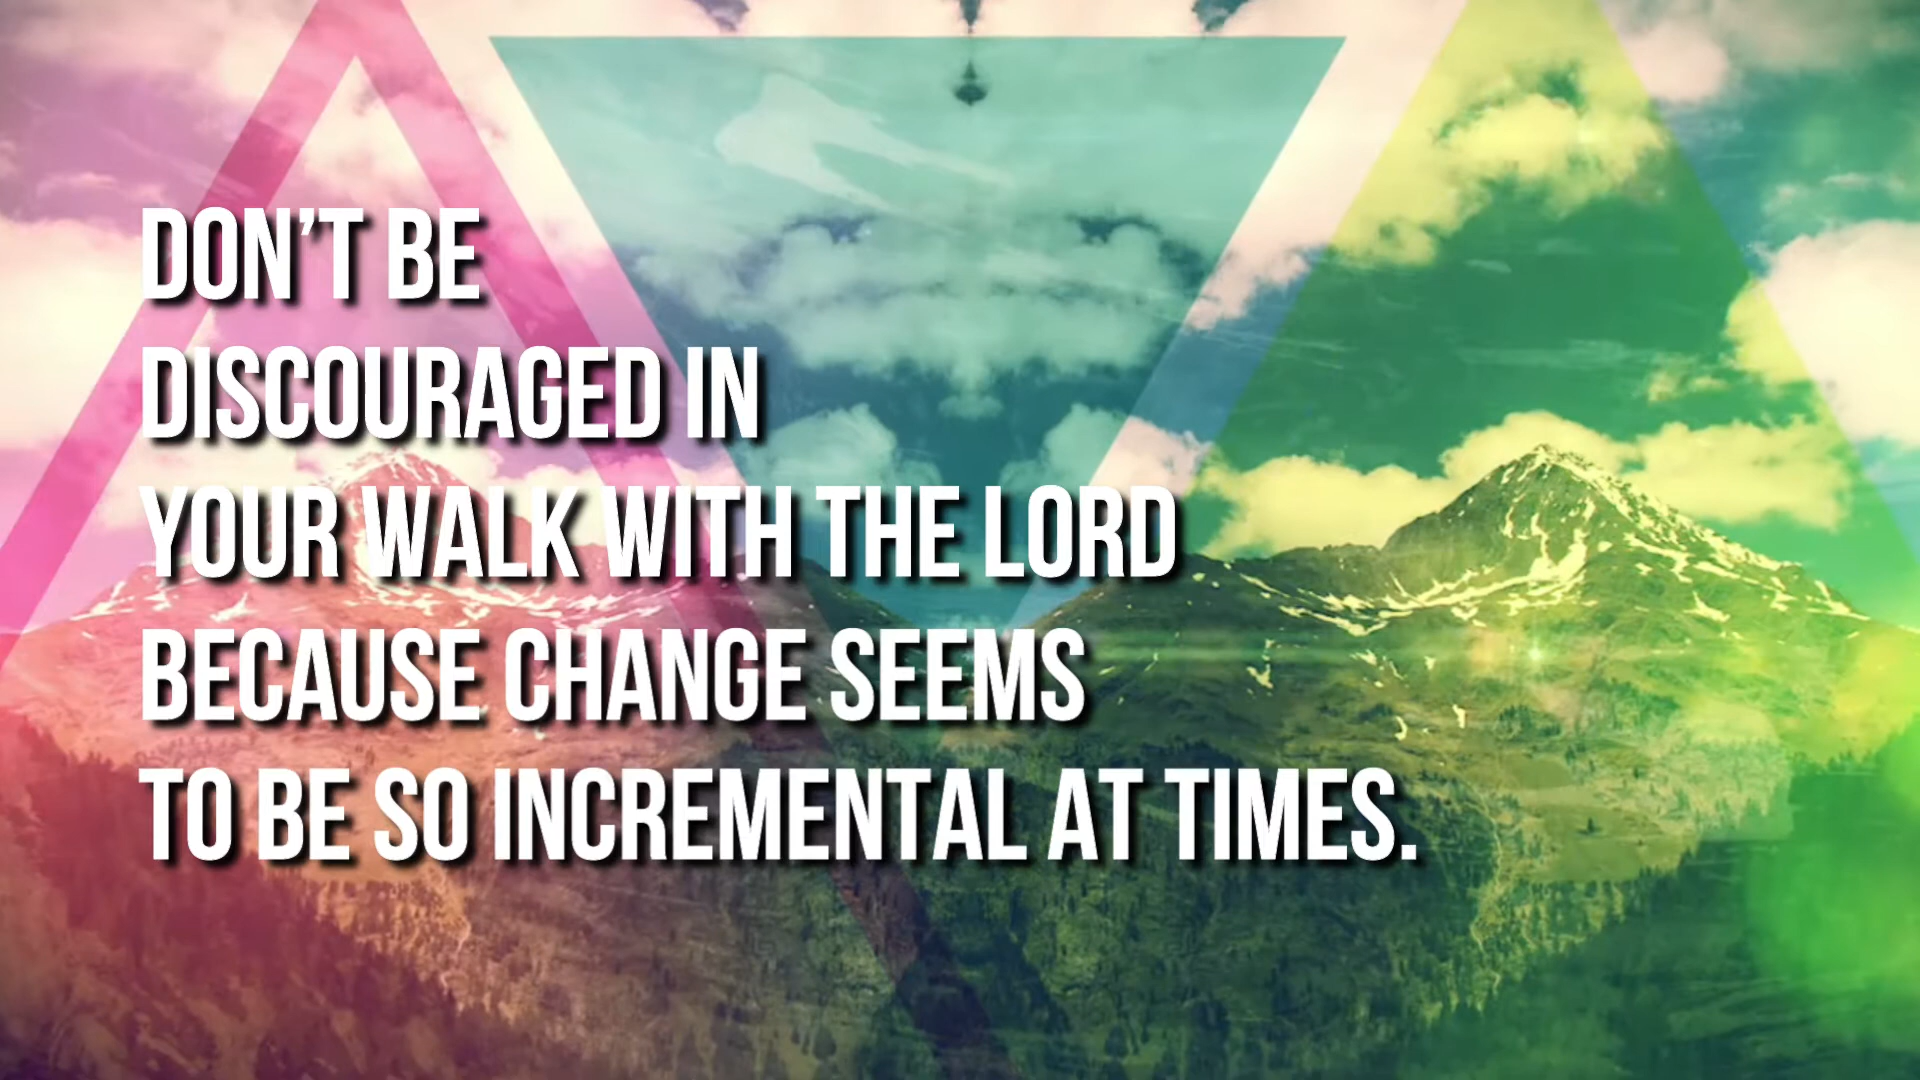 DON'T BE
DISCOURAGED IN
YOUR WALK WITH THE LORD
BECAUSE CHANGE SEEMS
TO BE SO INCREMENTAL AT TIMES.